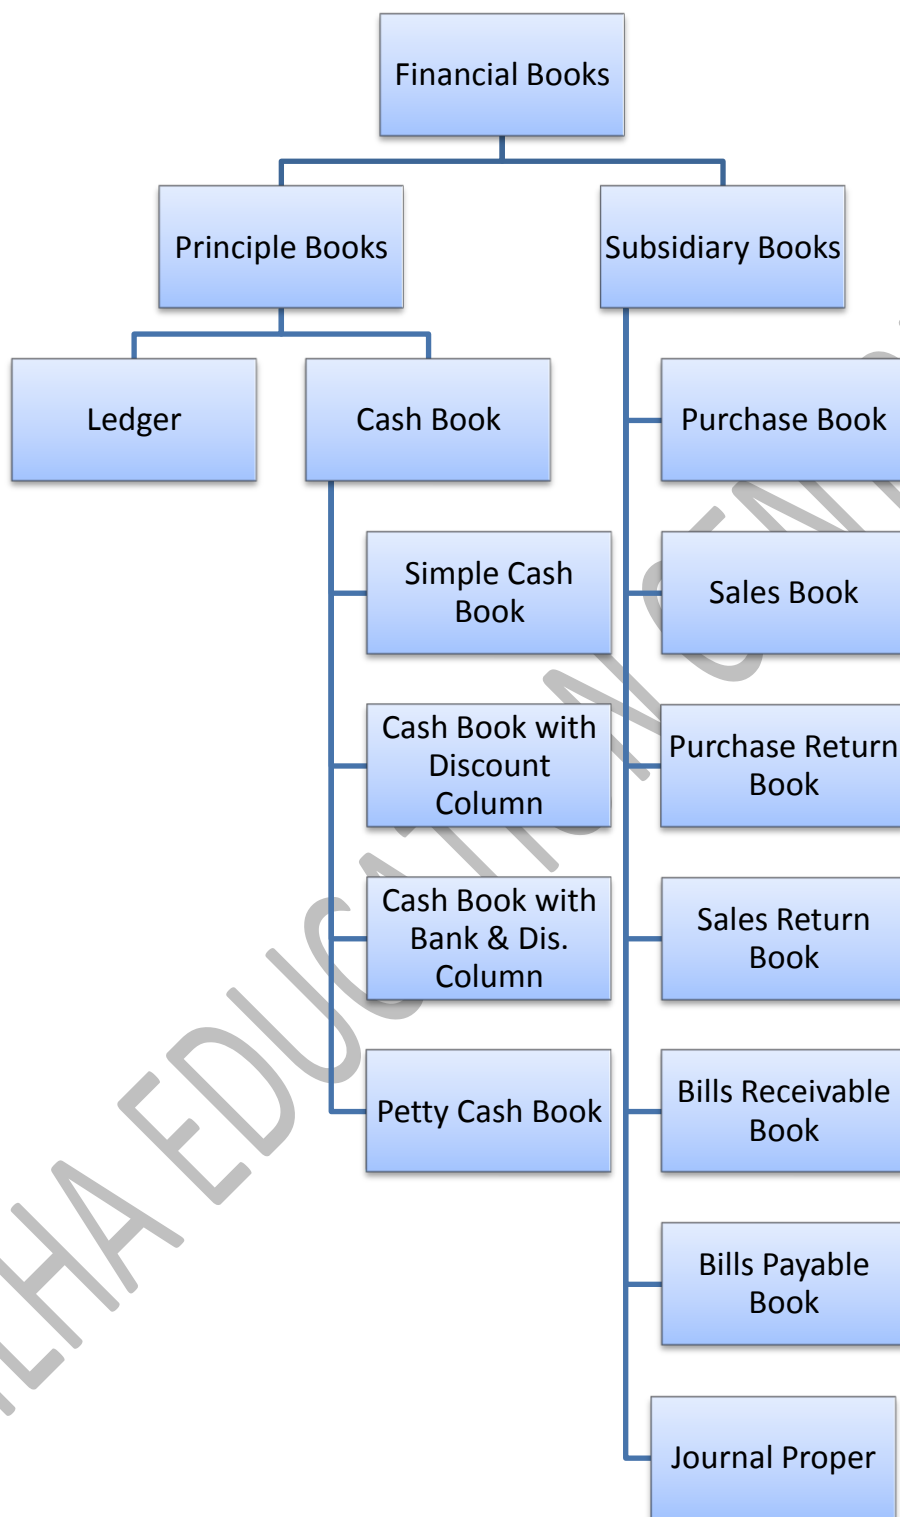 Financial Books
Principle Books
Subsidiary Books
Ledger
Cash Book
Purchase Book
Simple Cash
Book
Sales Book
Cash Book with
Discount
Column
Purchase Return
Book
Cash Book with
Bank & Dis.
Column
Sales Return
Book
Petty Cash Book
Bills Receivable
Book
Bills Payable
Book
Journal Proper
EDUCATION